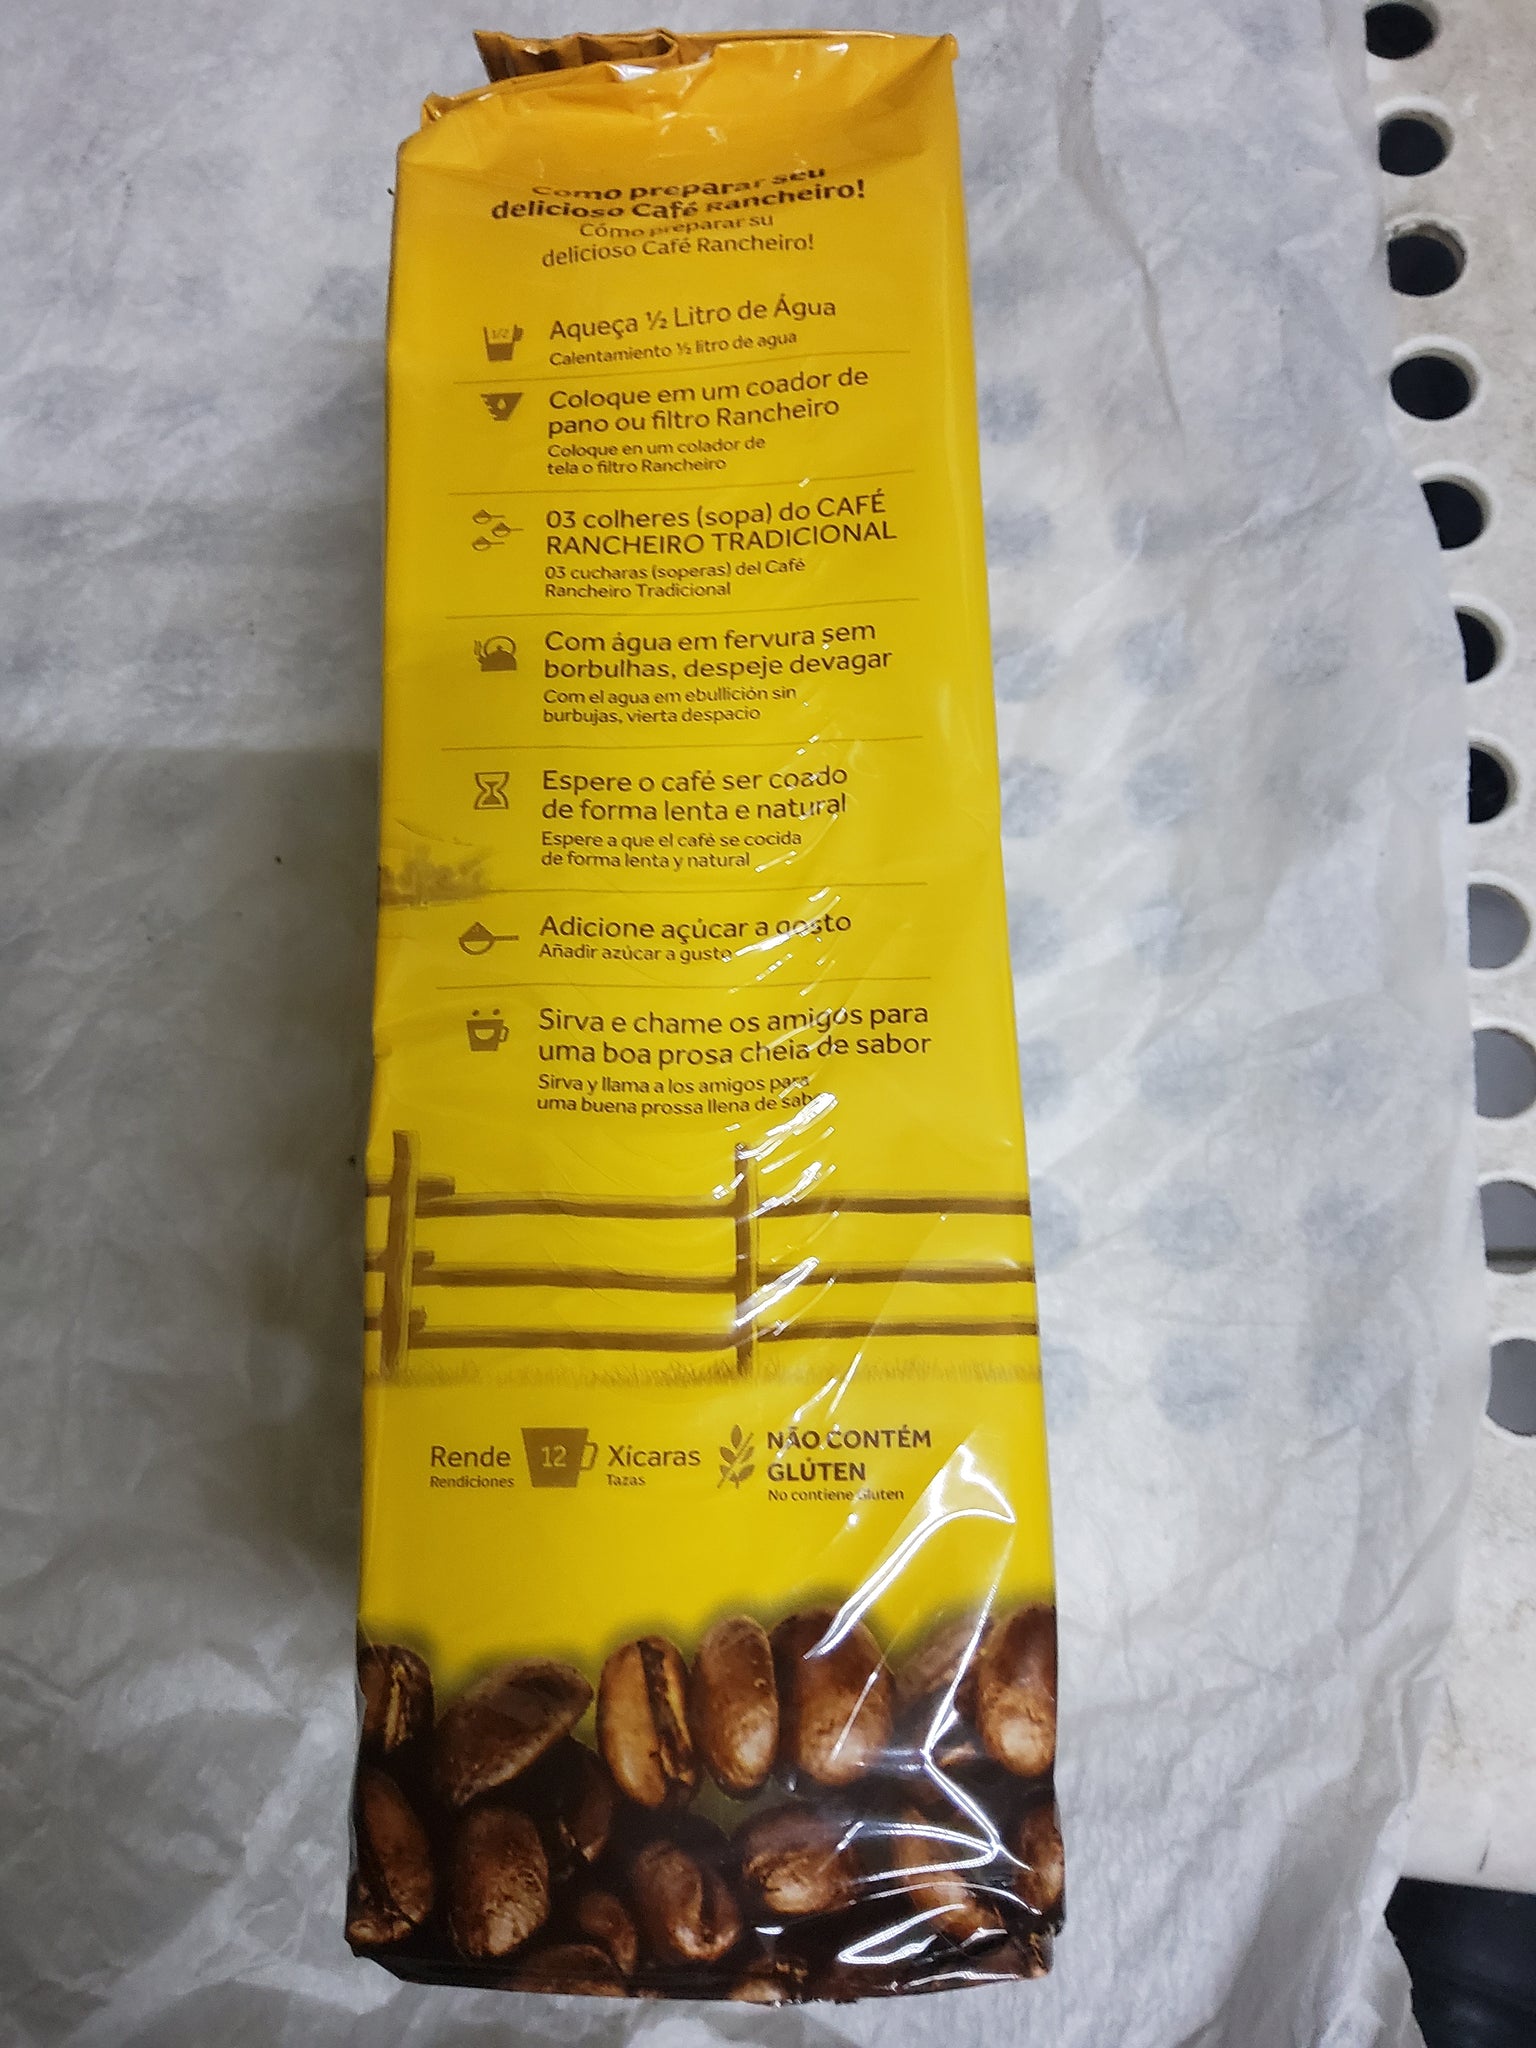 Como preparar seu
delicioso Café Rancheiro!
Cómo preparar su
delicioso Café Rancheiro!
1/2
Aqueça ½ Litro de Água
Calentamiento ½ litro de agua
Coloque em um coador de
pano ou filtro Rancheiro
Coloque en um colador de
tela o filtro Rancheiro
03 colheres (sopa) do CAFÉ
RANCHEIRO TRADICIONAL
03 cucharas (soperas) del Café
Rancheiro Tradicional
Com água em fervura sem
borbulhas, despeje devagar
Com el agua em ebullición sin
burbujas, vierta despacio
Espere o café ser coado
de forma lenta e natural
Espere a que el café se cocida
de forma lenta y natural
Adicione açúcar a gosto
Añadir azúcar a gusto
Sirva e chame os amigos para
uma boa prosa cheia de sabor
Sirva y llama a los amigos para
uma buena prossa llena de
Rende 12 Xícaras
Rendiciones Tazas
NÃO CONTÉM
GLÚTEN
No contiene Gluten